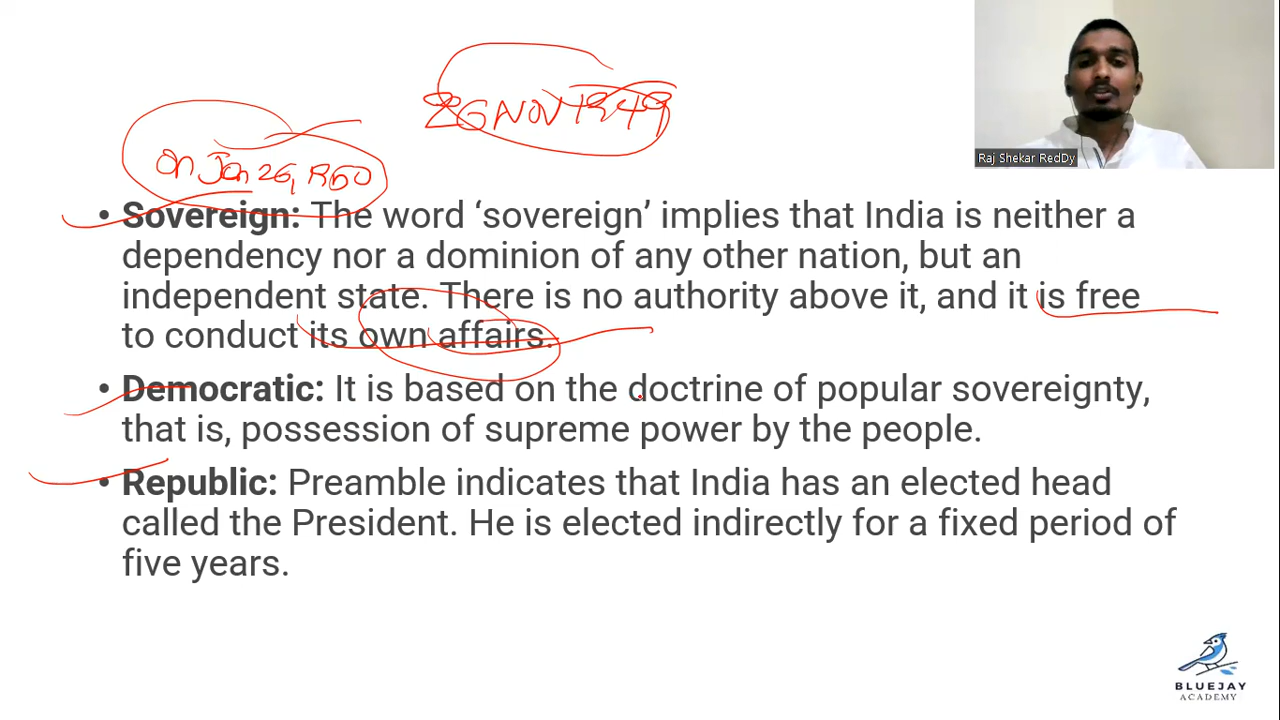 26 NOV 1949
Raj Shekar RedDy
On Jan 26, 1950
• Sovereign: The word ‘sovereign’ implies that India is neither a
dependency nor a dominion of any other nation, but an
independent state. There is no authority above it, and it is free
to conduct its own affairs.
• Democratic: It is based on the doctrine of popular sovereignty,
that is, possession of supreme power by the people.
• Republic: Preamble indicates that India has an elected head
called the President. He is elected indirectly for a fixed period of
five years.
BLUEJAY
ACADEMY